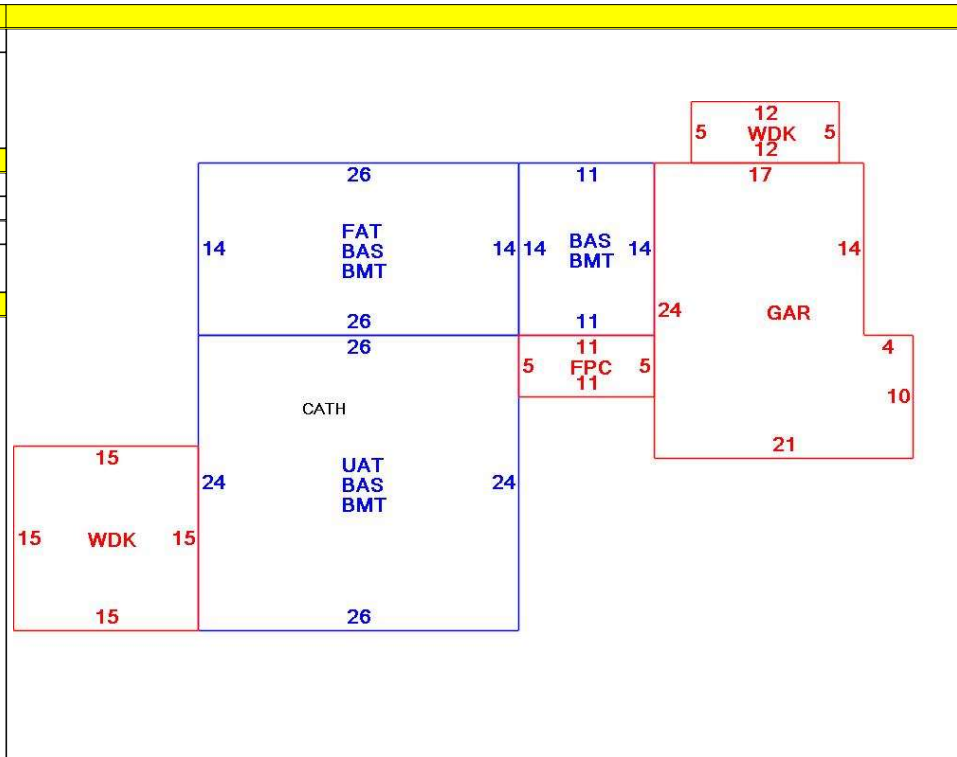 12
5 WDK 5
12
26 11 17
FAT
BAS
BMT
14 14 14 BAS 14 14
BMT
24 GAR
26 11
26 11 4
5 FPC 5
11
10
CATH
21
15
UAT
BAS
BMT
24 24
15 WDK 15
15 26